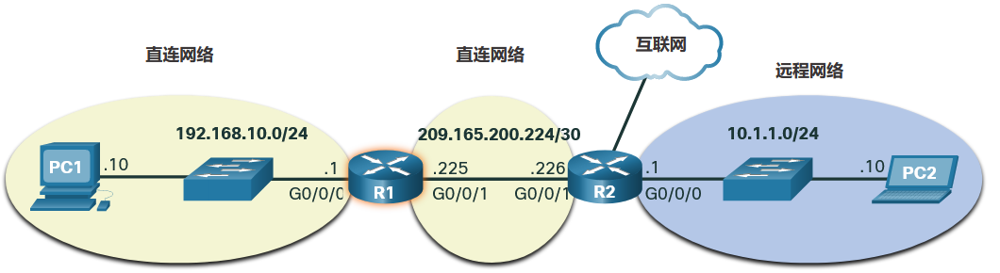 互联网
直连网络
直连网络
远程网络
192.168.10.0/24
209.165.200.224/30
10.1.1.0/24
PC1
.10
.1
R1
.225
.226
R2
.1
.10
PC2
G0/0/0
G0/0/1
G0/0/1
G0/0/0